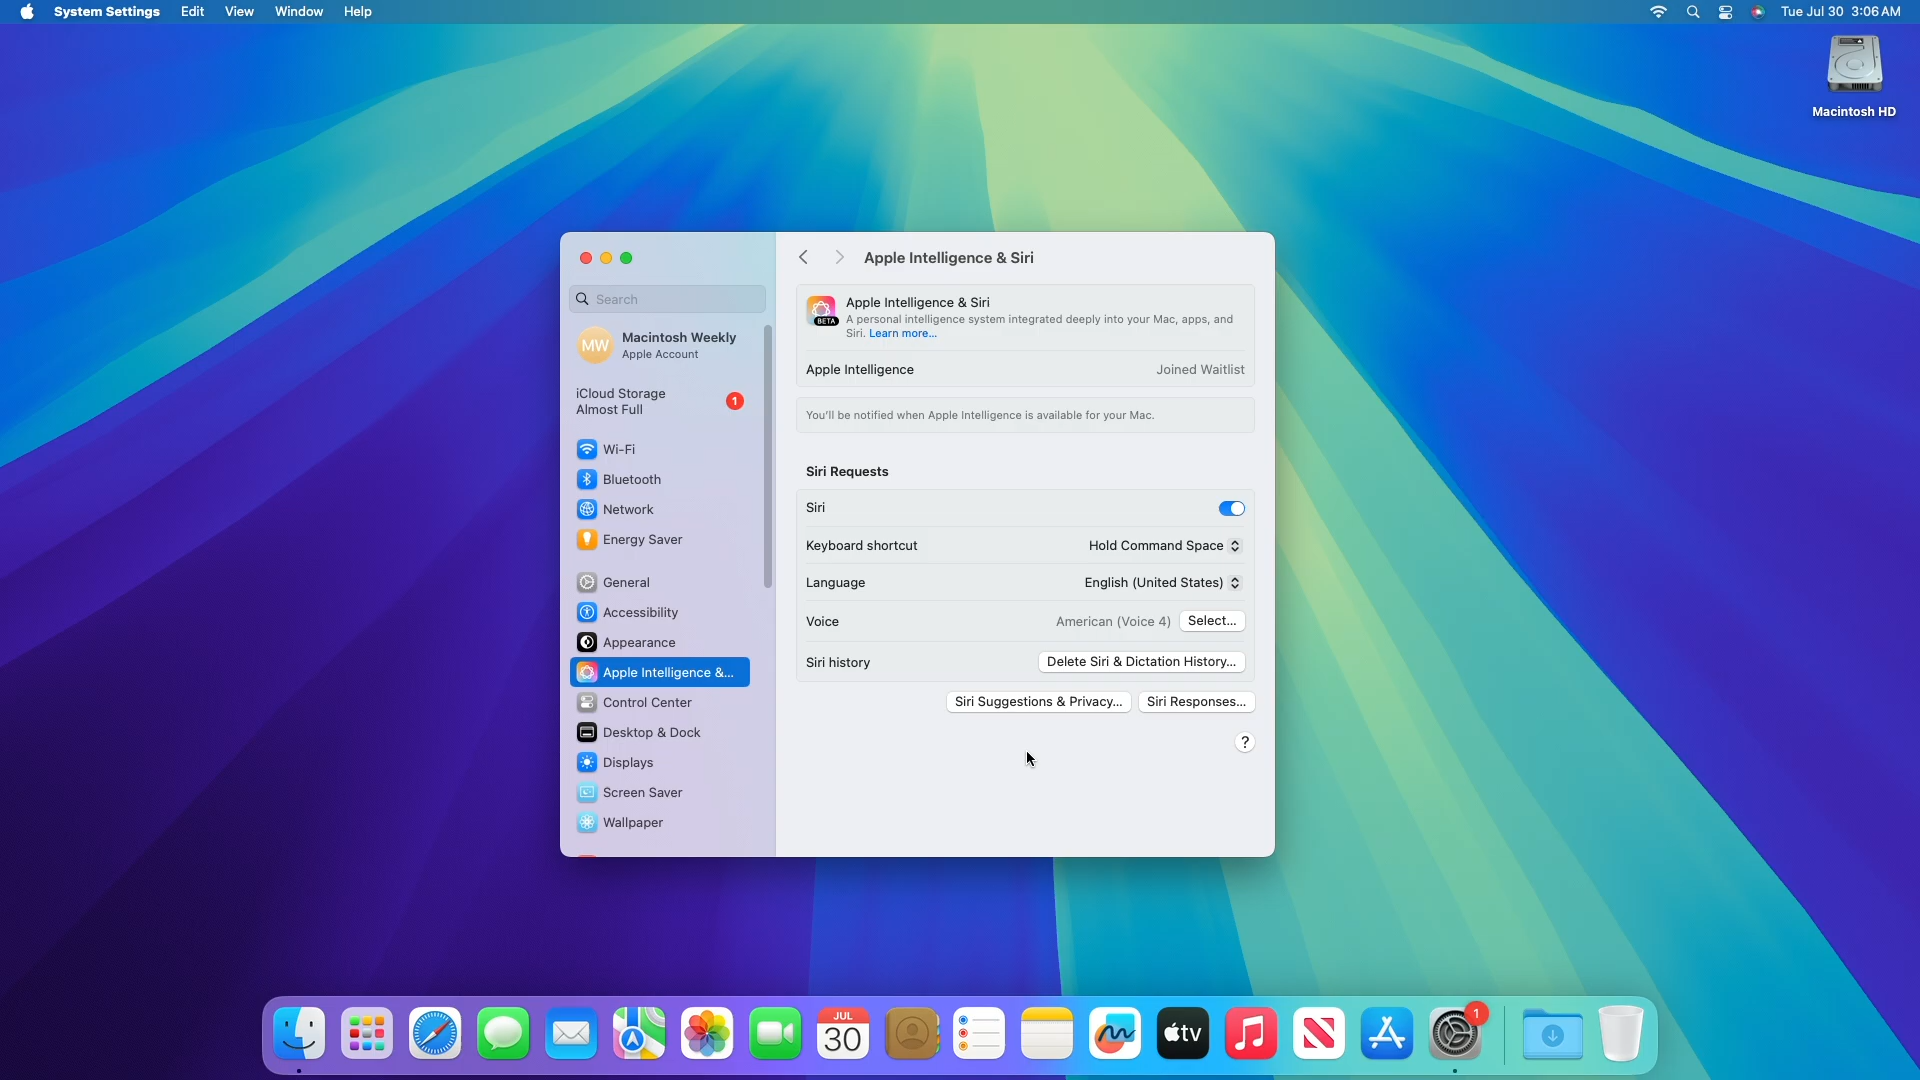 System Settings Edit View Window Help
Tue Jul 30 3:06 AM
Macintosh HD
Search
MW
Macintosh Weekly
Apple Account
iCloud Storage
Almost Full
1
Wi-Fi
Bluetooth
Network
Energy Saver
General
Accessibility
Appearance
Apple Intelligence &...
Control Center
Desktop & Dock
Displays
Screen Saver
Wallpaper
Apple Intelligence & Siri
BETA
Apple Intelligence & Siri
A personal intelligence system integrated deeply into your Mac, apps, and
Siri. Learn more...
Apple Intelligence Joined Waitlist
You'll be notified when Apple Intelligence is available for your Mac.
Siri Requests
Siri
Keyboard shortcut Hold Command Space
Language English (United States)
Voice American (Voice 4) Select...
Siri history Delete Siri & Dictation History...
Siri Suggestions & Privacy... Siri Responses...
?
JUL
30
tv
1